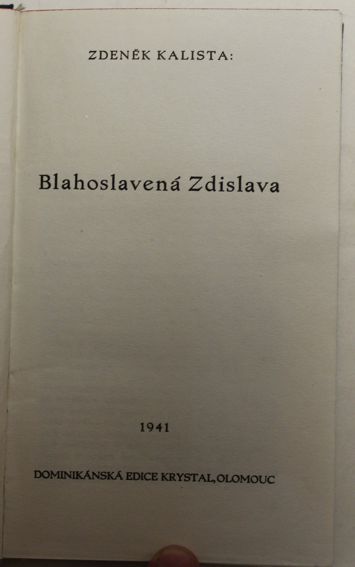 ZDENĚK KALISTA:
Blahoslavená Zdislava
1941
DOMINIKÁNSKÁ EDICE KRYSTAL, OLOMOUC